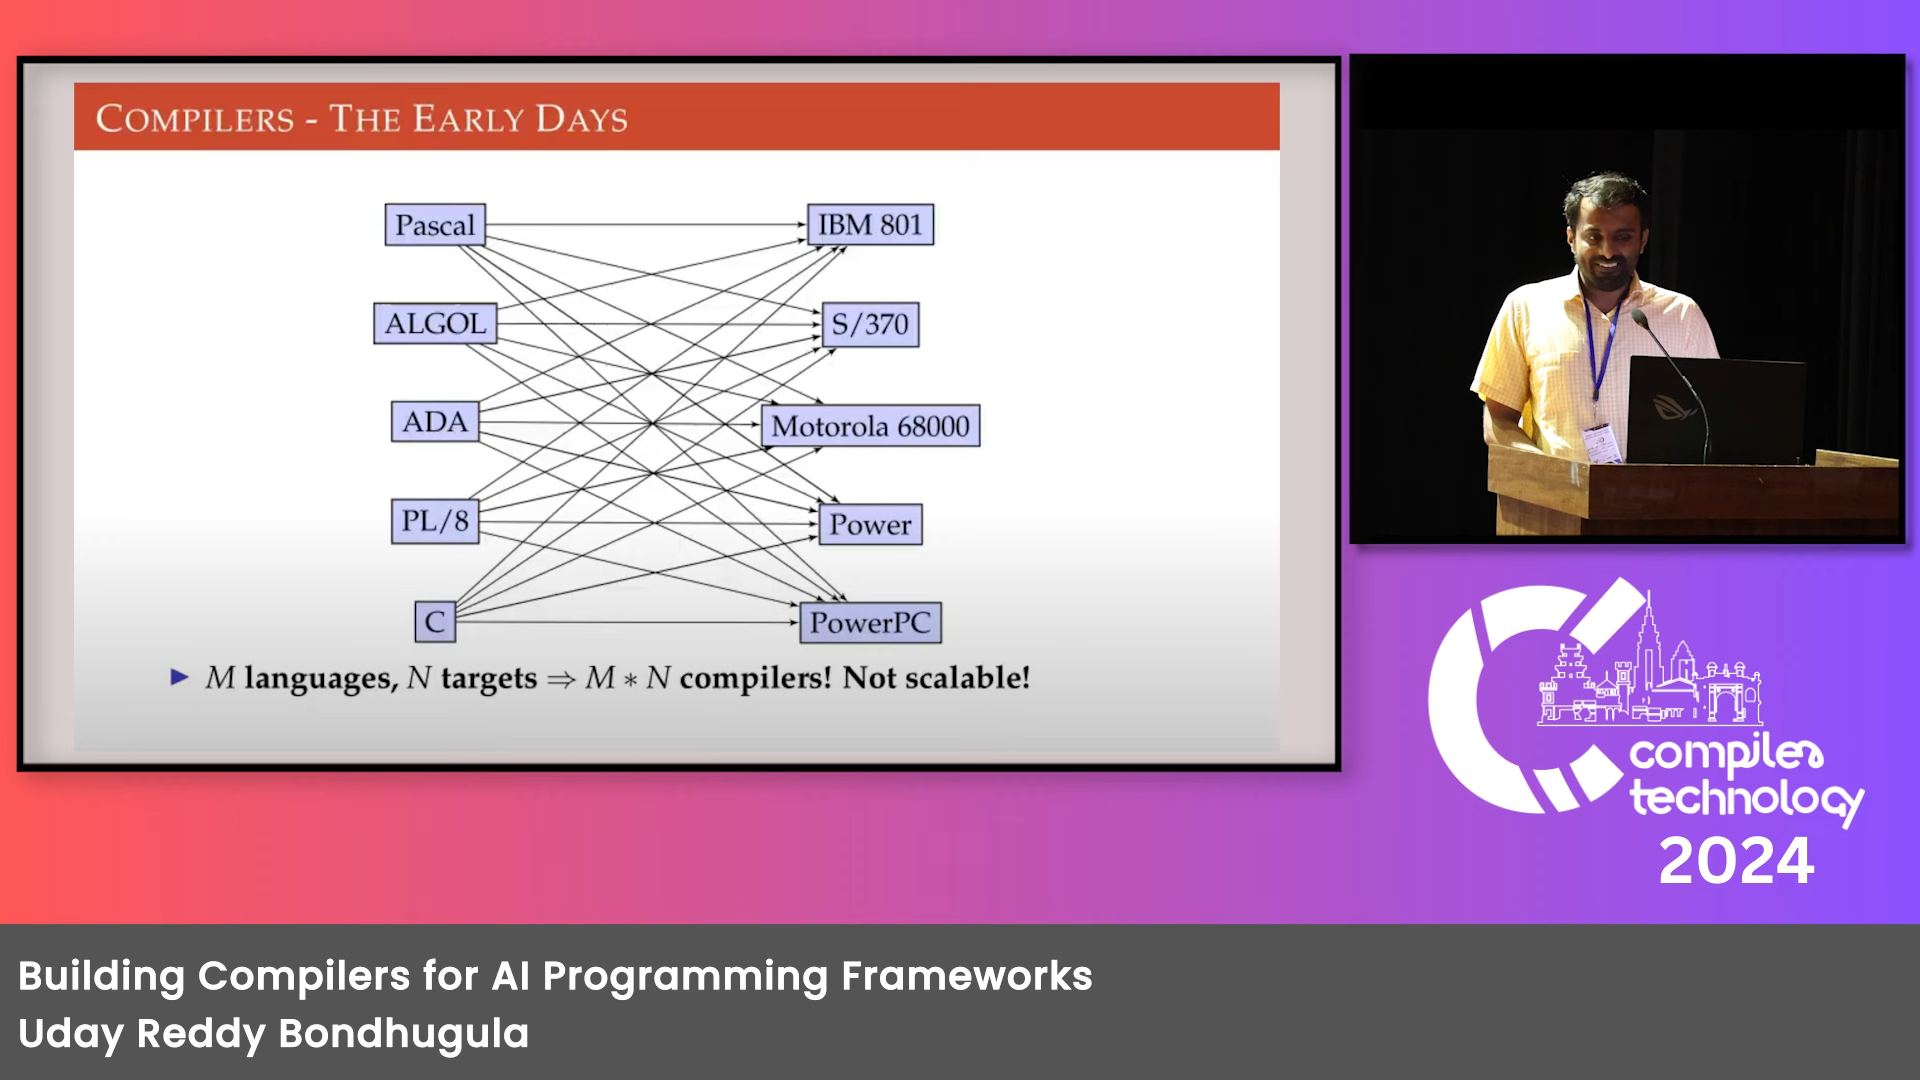 COMPILERS - THE EARLY DAYS
Pascal
IBM 801
ALGOL
S/370
ADA
Motorola 68000
PL/8
Power
C
PowerPC
M languages, N targets ⇒ M * N compilers! Not scalable!
compiler
technology
2024
Building Compilers for AI Programming Frameworks
Uday Reddy Bondhugula